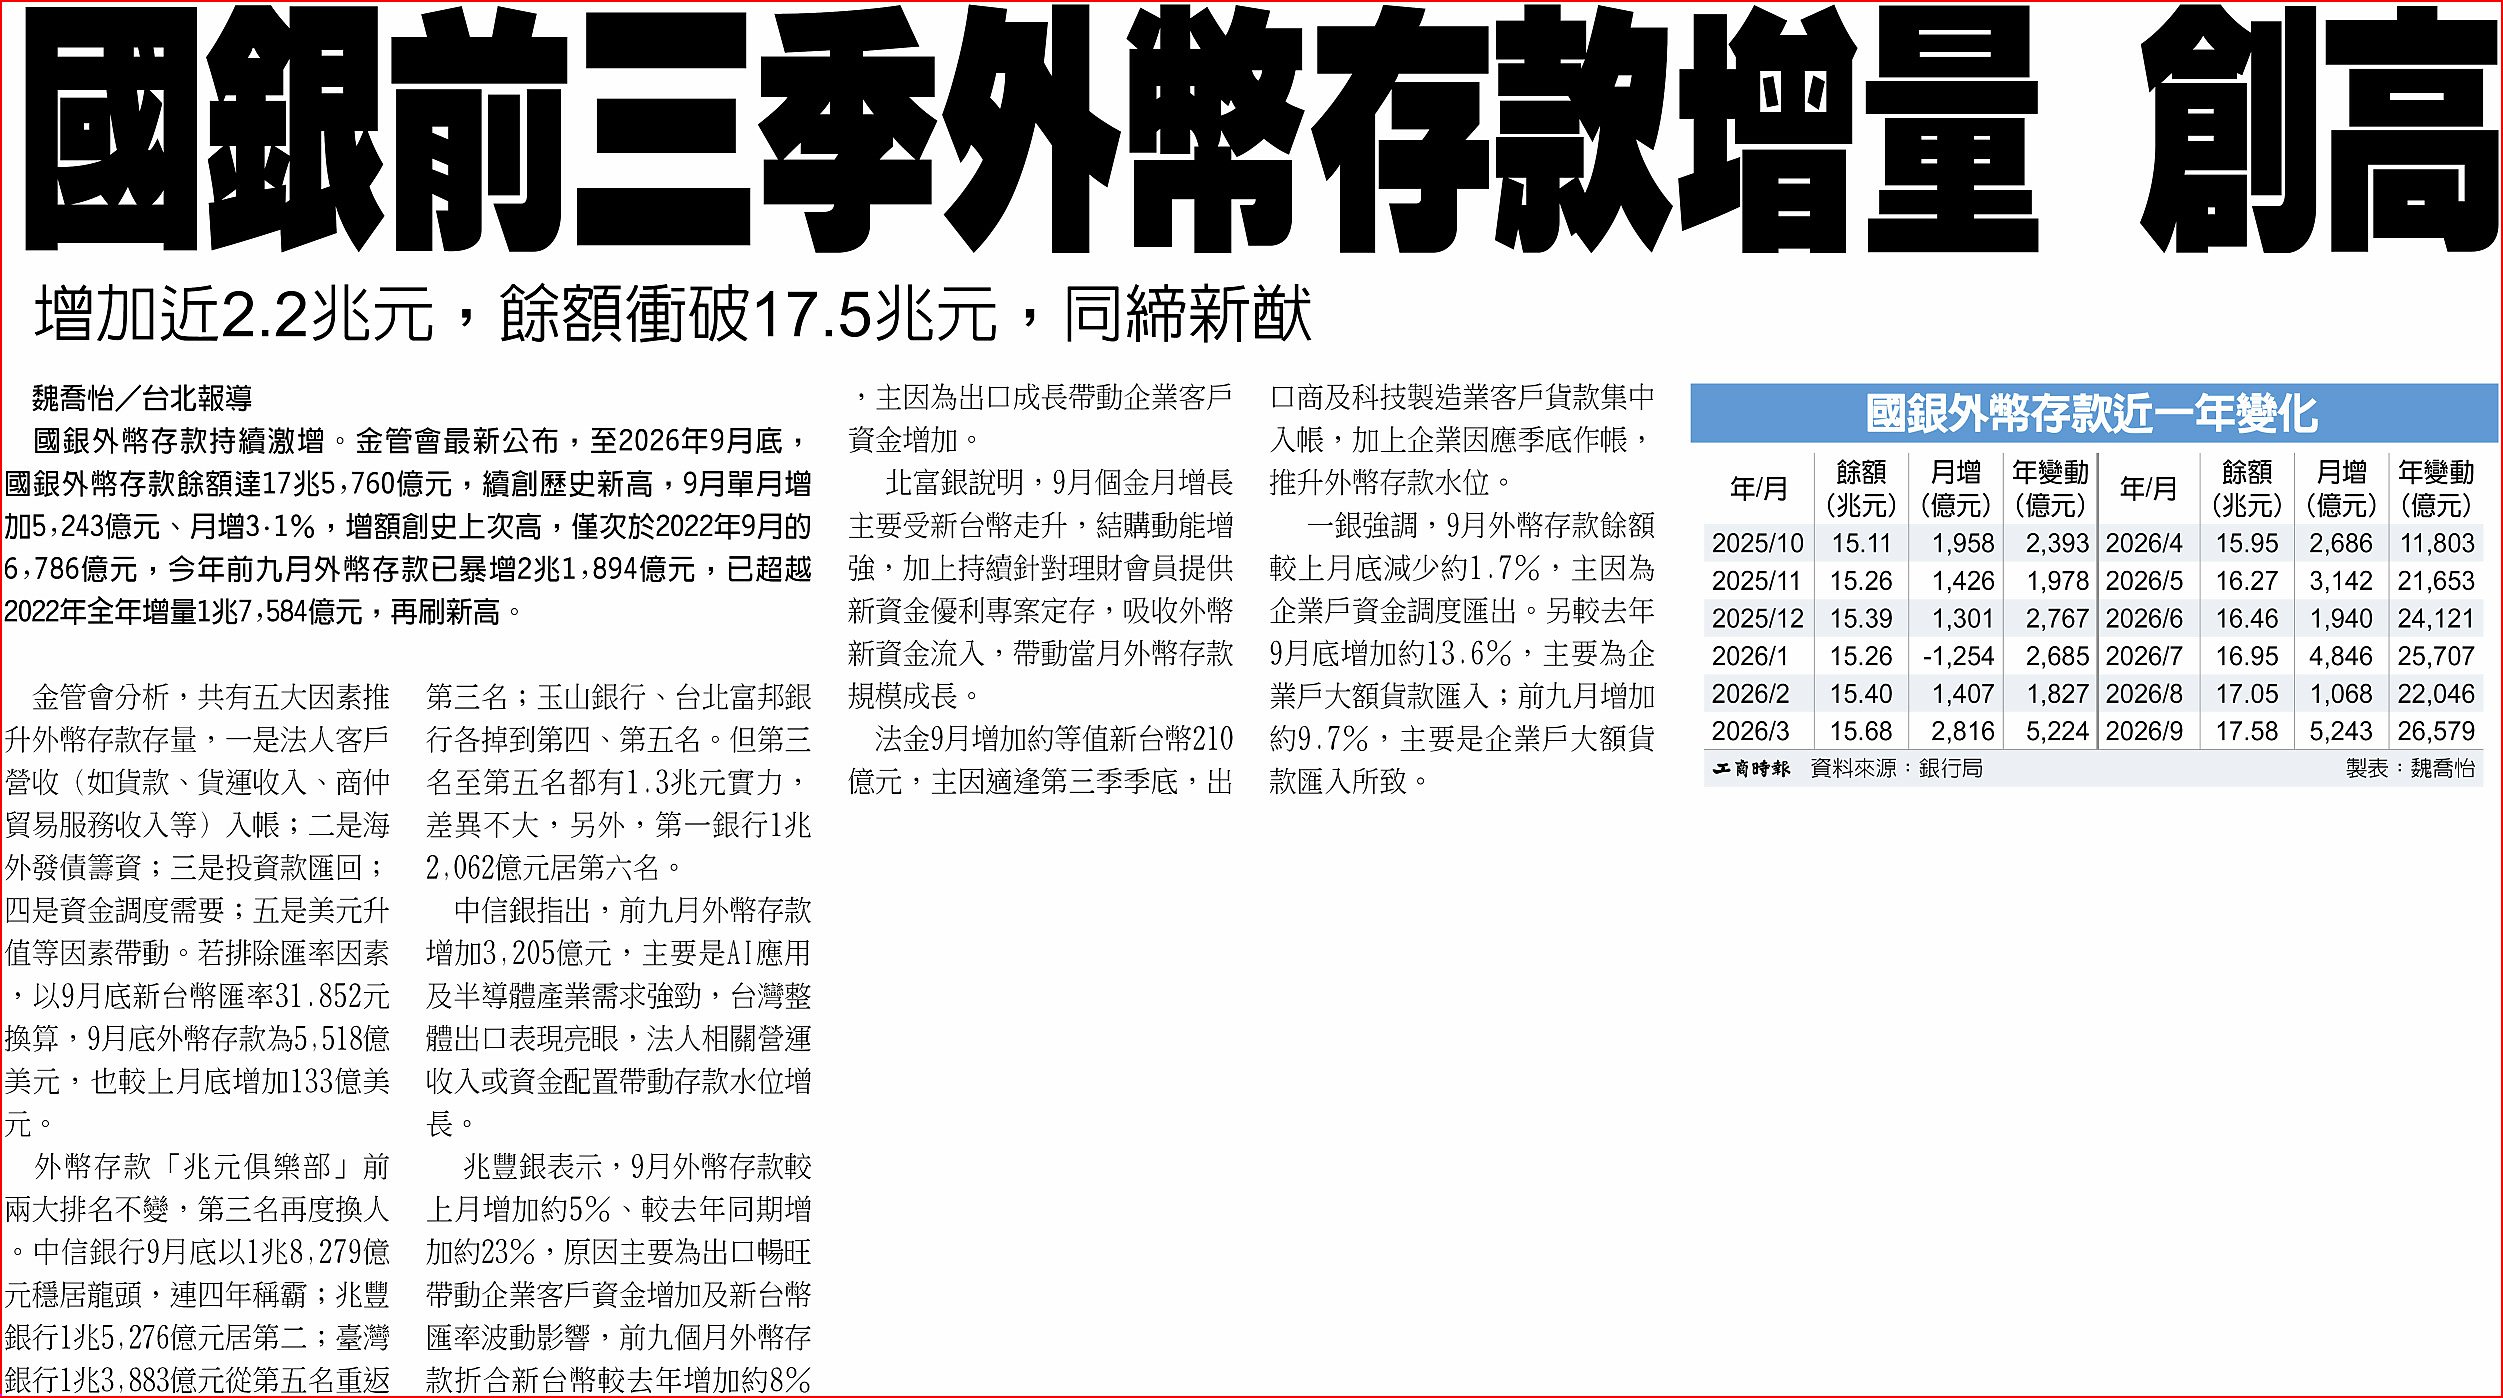 國銀前三季外幣存款增量 創高
增加近2.2兆元，餘額衝破17.5兆元，同締新猷
魏喬怡／台北報導
國銀外幣存款持續激增。金管會最新公布，至2026年9月底，
國銀外幣存款餘額達17兆5,760億元，續創歷史新高，9月單月增
加5,243億元、月增3.1%，增額創史上次高，僅次於2022年9月的
6,786億元，今年前九月外幣存款已暴增2兆1,894億元，已超越
2022年全年增量1兆7,584億元，再刷新高。
金管會分析，共有五大因素推
升外幣存款存量，一是法人客戶
營收（如貨款、貨運收入、商仲
貿易服務收入等）入帳；二是海
外發債籌資；三是投資款匯回；
四是資金調度需要；五是美元升
值等因素帶動。若排除匯率因素
，以9月底新台幣匯率31.852元
換算，9月底外幣存款為5,518億
美元，也較上月底增加133億美
元。
外幣存款「兆元俱樂部」前
兩大排名不變，第三名再度換人
。中信銀行9月底以1兆8,279億
元穩居龍頭，連四年稱霸；兆豐
銀行1兆5,276億元居第二；臺灣
銀行1兆3,883億元從第五名重返
第三名；玉山銀行、台北富邦銀
行各掉到第四、第五名。但第三
名至第五名都有1.3兆元實力，
差異不大，另外，第一銀行1兆
2,062億元居第六名。
中信銀指出，前九月外幣存款
增加3,205億元，主要是AI應用
及半導體產業需求強勁，台灣整
體出口表現亮眼，法人相關營運
收入或資金配置帶動存款水位增
長。
兆豐銀表示，9月外幣存款較
上月增加約5%、較去年同期增
加約23%，原因主要為出口暢旺
帶動企業客戶資金增加及新台幣
匯率波動影響，前九個月外幣存
款折合新台幣較去年增加約8%
，主因為出口成長帶動企業客戶
資金增加。
北富銀說明，9月個金月增長
主要受新台幣走升，結購動能增
強，加上持續針對理財會員提供
新資金優利專案定存，吸收外幣
新資金流入，帶動當月外幣存款
規模成長。
法金9月增加約等值新台幣210
億元，主因適逢第三季季底，出
口商及科技製造業客戶貨款集中
入帳，加上企業因應季底作帳，
推升外幣存款水位。
一銀強調，9月外幣存款餘額
較上月底減少約1.7%，主因為
企業戶資金調度匯出。另較去年
9月底增加約13.6%，主要為企
業戶大額貨款匯入；前九月增加
約9.7%，主要是企業戶大額貨
款匯入所致。
國銀外幣存款近一年變化
年/月 餘額(兆元) 月增(億元) 年變動(億元) 年/月 餘額(兆元) 月增(億元) 年變動(億元)
2025/10 15.11 1,958 2,393 2026/4 15.95 2,686 11,803
2025/11 15.26 1,426 1,978 2026/5 16.27 3,142 21,653
2025/12 15.39 1,301 2,767 2026/6 16.46 1,940 24,121
2026/1 15.26 -1,254 2,685 2026/7 16.95 4,846 25,707
2026/2 15.40 1,407 1,827 2026/8 17.05 1,068 22,046
2026/3 15.68 2,816 5,224 2026/9 17.58 5,243 26,579
工商時報 資料來源：銀行局 製表：魏喬怡